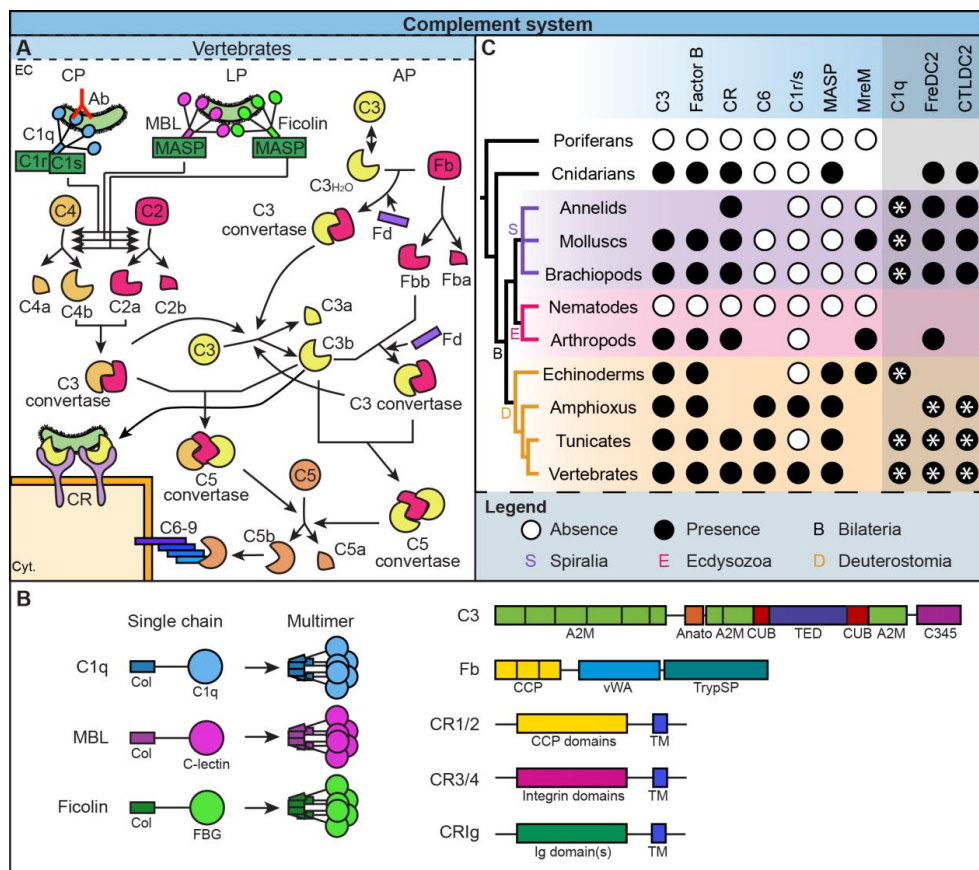 Complement system
A
Vertebrates
EC
CP
LP
AP
Ab
C1q
C1r
C1s
MBL
Ficolin
MASP
MASP
C3
C3H₂O
Fb
C4
C2
C3
convertase
Fd
C4a
C4b
C2a
C2b
Fbb
Fba
C3a
C3
C3b
Fd
C3
convertase
C3 convertase
CR
C5
convertase
C5
C6-9
C5b
C5a
C5
convertase
Cyt.
C
C3
Factor B
CR
C6
C1r/s
MASP
MreM
C1q
FreDC2
CTLDC2
Poriferans
Cnidarians
Annelids
* 
S
Molluscs
*
Brachiopods
*
Nematodes
E
Arthropods
B
Echinoderms
*
D
Amphioxus
* *
Tunicates
* * *
Vertebrates
* * *
Legend
Absence
Presence
B Bilateria
S Spiralia
E Ecdysozoa
D Deuterostomia
B
Single chain
Multimer
C1q
Col
C1q
MBL
Col
C-lectin
Ficolin
Col
FBG
C3
A2M
Anato
A2M
CUB
TED
CUB
A2M
C345
Fb
CCP
vWA
TrypSP
CR1/2
CCP domains
TM
CR3/4
Integrin domains
TM
CRIg
Ig domain(s)
TM